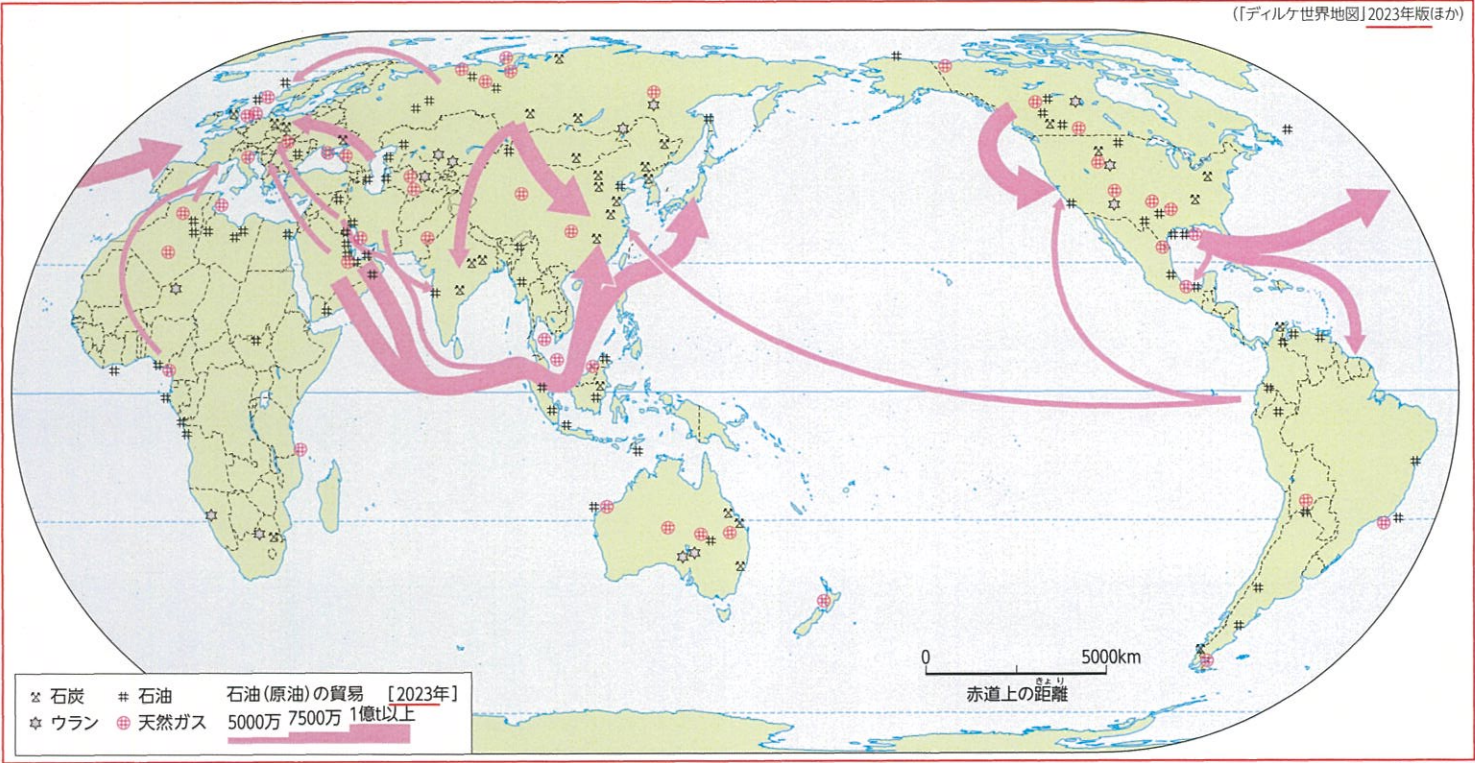 (「ディルケ世界地図」2023年版ほか)
0 5000km
赤道上の距離
きょり
石炭 石油 石油(原油)の貿易 [2023年]
ウラン 天然ガス 5000万 7500万 1億t以上